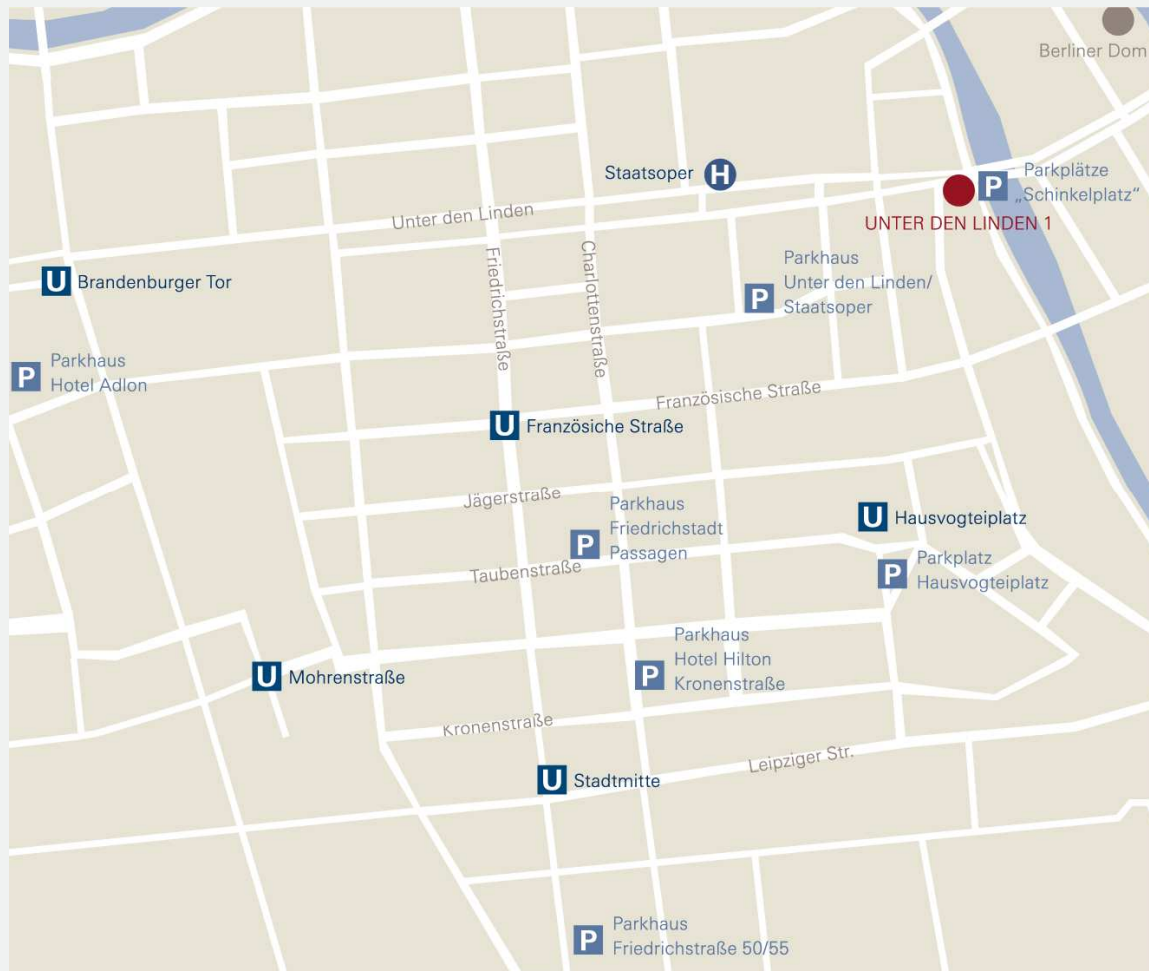 Berliner Dom
Staatsoper H
P Parkplätze
„Schinkelplatz“
UNTER DEN LINDEN 1
Unter den Linden
Friedrichstraße
Charlottenstraße
U Brandenburger Tor
P Parkhaus
Unter den Linden/
Staatsoper
P Parkhaus
Hotel Adlon
Französische Straße
U Französiche Straße
Jägerstraße
P Parkhaus
Friedrichstadt
Passagen
U Hausvogteiplatz
P Parkplatz
Hausvogteiplatz
Taubenstraße
P Parkhaus
Hotel Hilton
Kronenstraße
U Mohrenstraße
Kronenstraße
Leipziger Str.
U Stadtmitte
P Parkhaus
Friedrichstraße 50/55